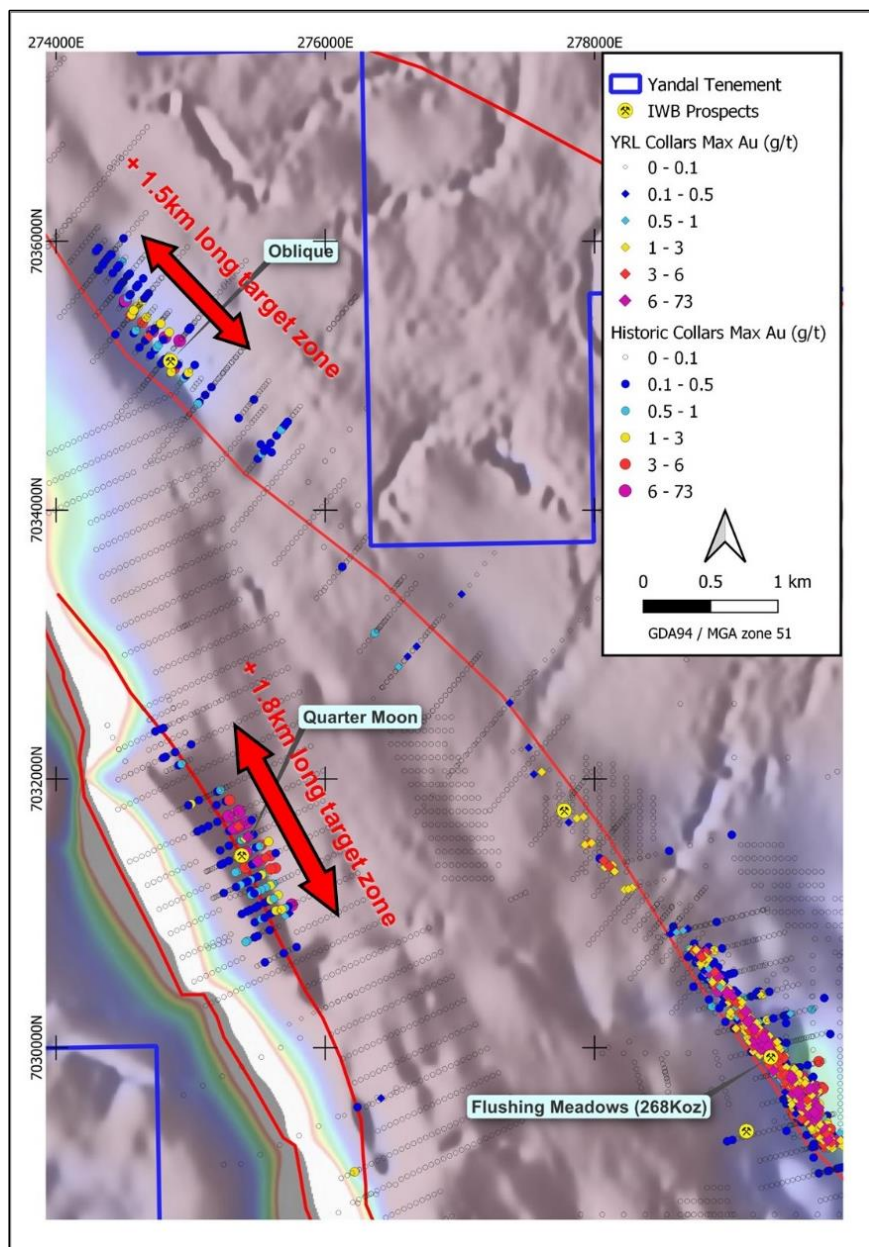 274000E
276000E
278000E
7036000N
7034000N
7032000N
7030000N
+ 1.5km long target zone
Oblique
+ 1.8km long target zone
Quarter Moon
Flushing Meadows (268Koz)
Yandal Tenement
IWB Prospects
YRL Collars Max Au (g/t)
0 - 0.1
0.1 - 0.5
0.5 - 1
1 - 3
3 - 6
6 - 73
Historic Collars Max Au (g/t)
0 - 0.1
0.1 - 0.5
0.5 - 1
1 - 3
3 - 6
6 - 73
0 0.5 1 km
GDA94 / MGA zone 51